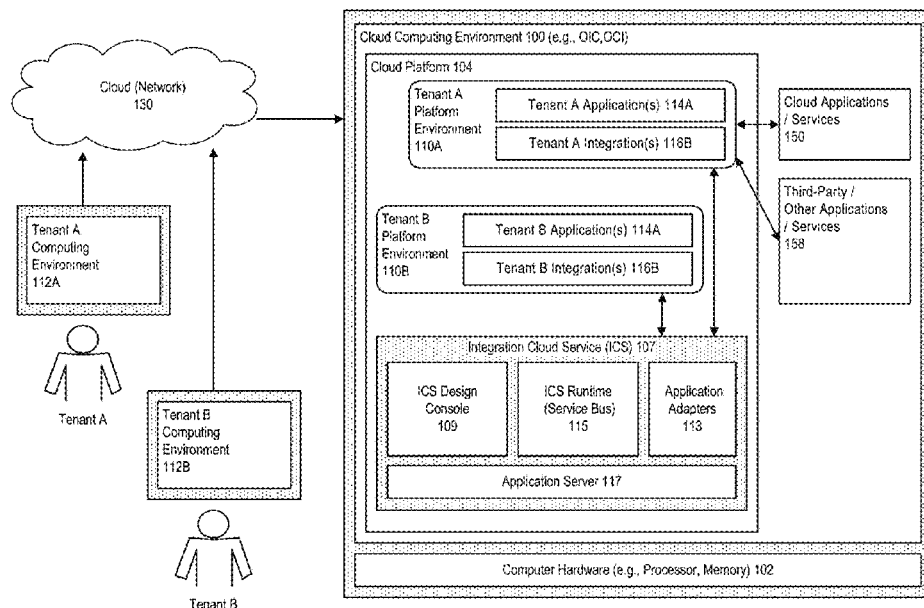 Cloud Computing Environment 100 (e.g., OIC,OCI)
Cloud Platform 104
Cloud (Network)
130
Tenant A
Platform
Environment
110A
Tenant A Application(s) 114A
Tenant A Integration(s) 116B
Cloud Applications
/ Services
150
Third-Party /
Other Applications
/ Services
158
Tenant A
Computing
Environment
112A
Tenant B
Platform
Environment
110B
Tenant B Application(s) 114A
Tenant B Integration(s) 116B
Tenant A
Integration Cloud Service (ICS) 107
ICS Design
Console
109
ICS Runtime
(Service Bus)
115
Application
Adapters
113
Tenant B
Computing
Environment
112B
Application Server 117
Computer Hardware (e.g., Processor, Memory) 102
Tenant B